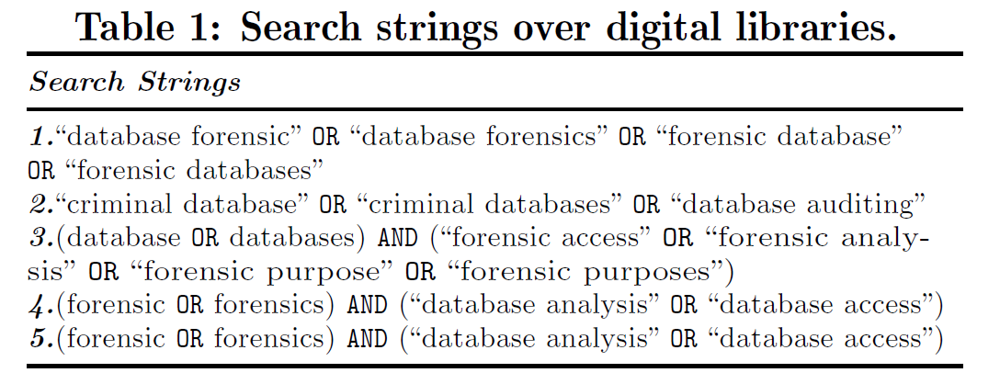 Table 1: Search strings over digital libraries.
Search Strings
1.“database forensic” OR “database forensics” OR “forensic database”
OR “forensic databases”
2.“criminal database” OR “criminal databases” OR “database auditing”
3.(database OR databases) AND (“forensic access” OR “forensic analy-
sis” OR “forensic purpose” OR “forensic purposes”)
4.(forensic OR forensics) AND (“database analysis” OR “database access”)
5.(forensic OR forensics) AND (“database analysis” OR “database access”)